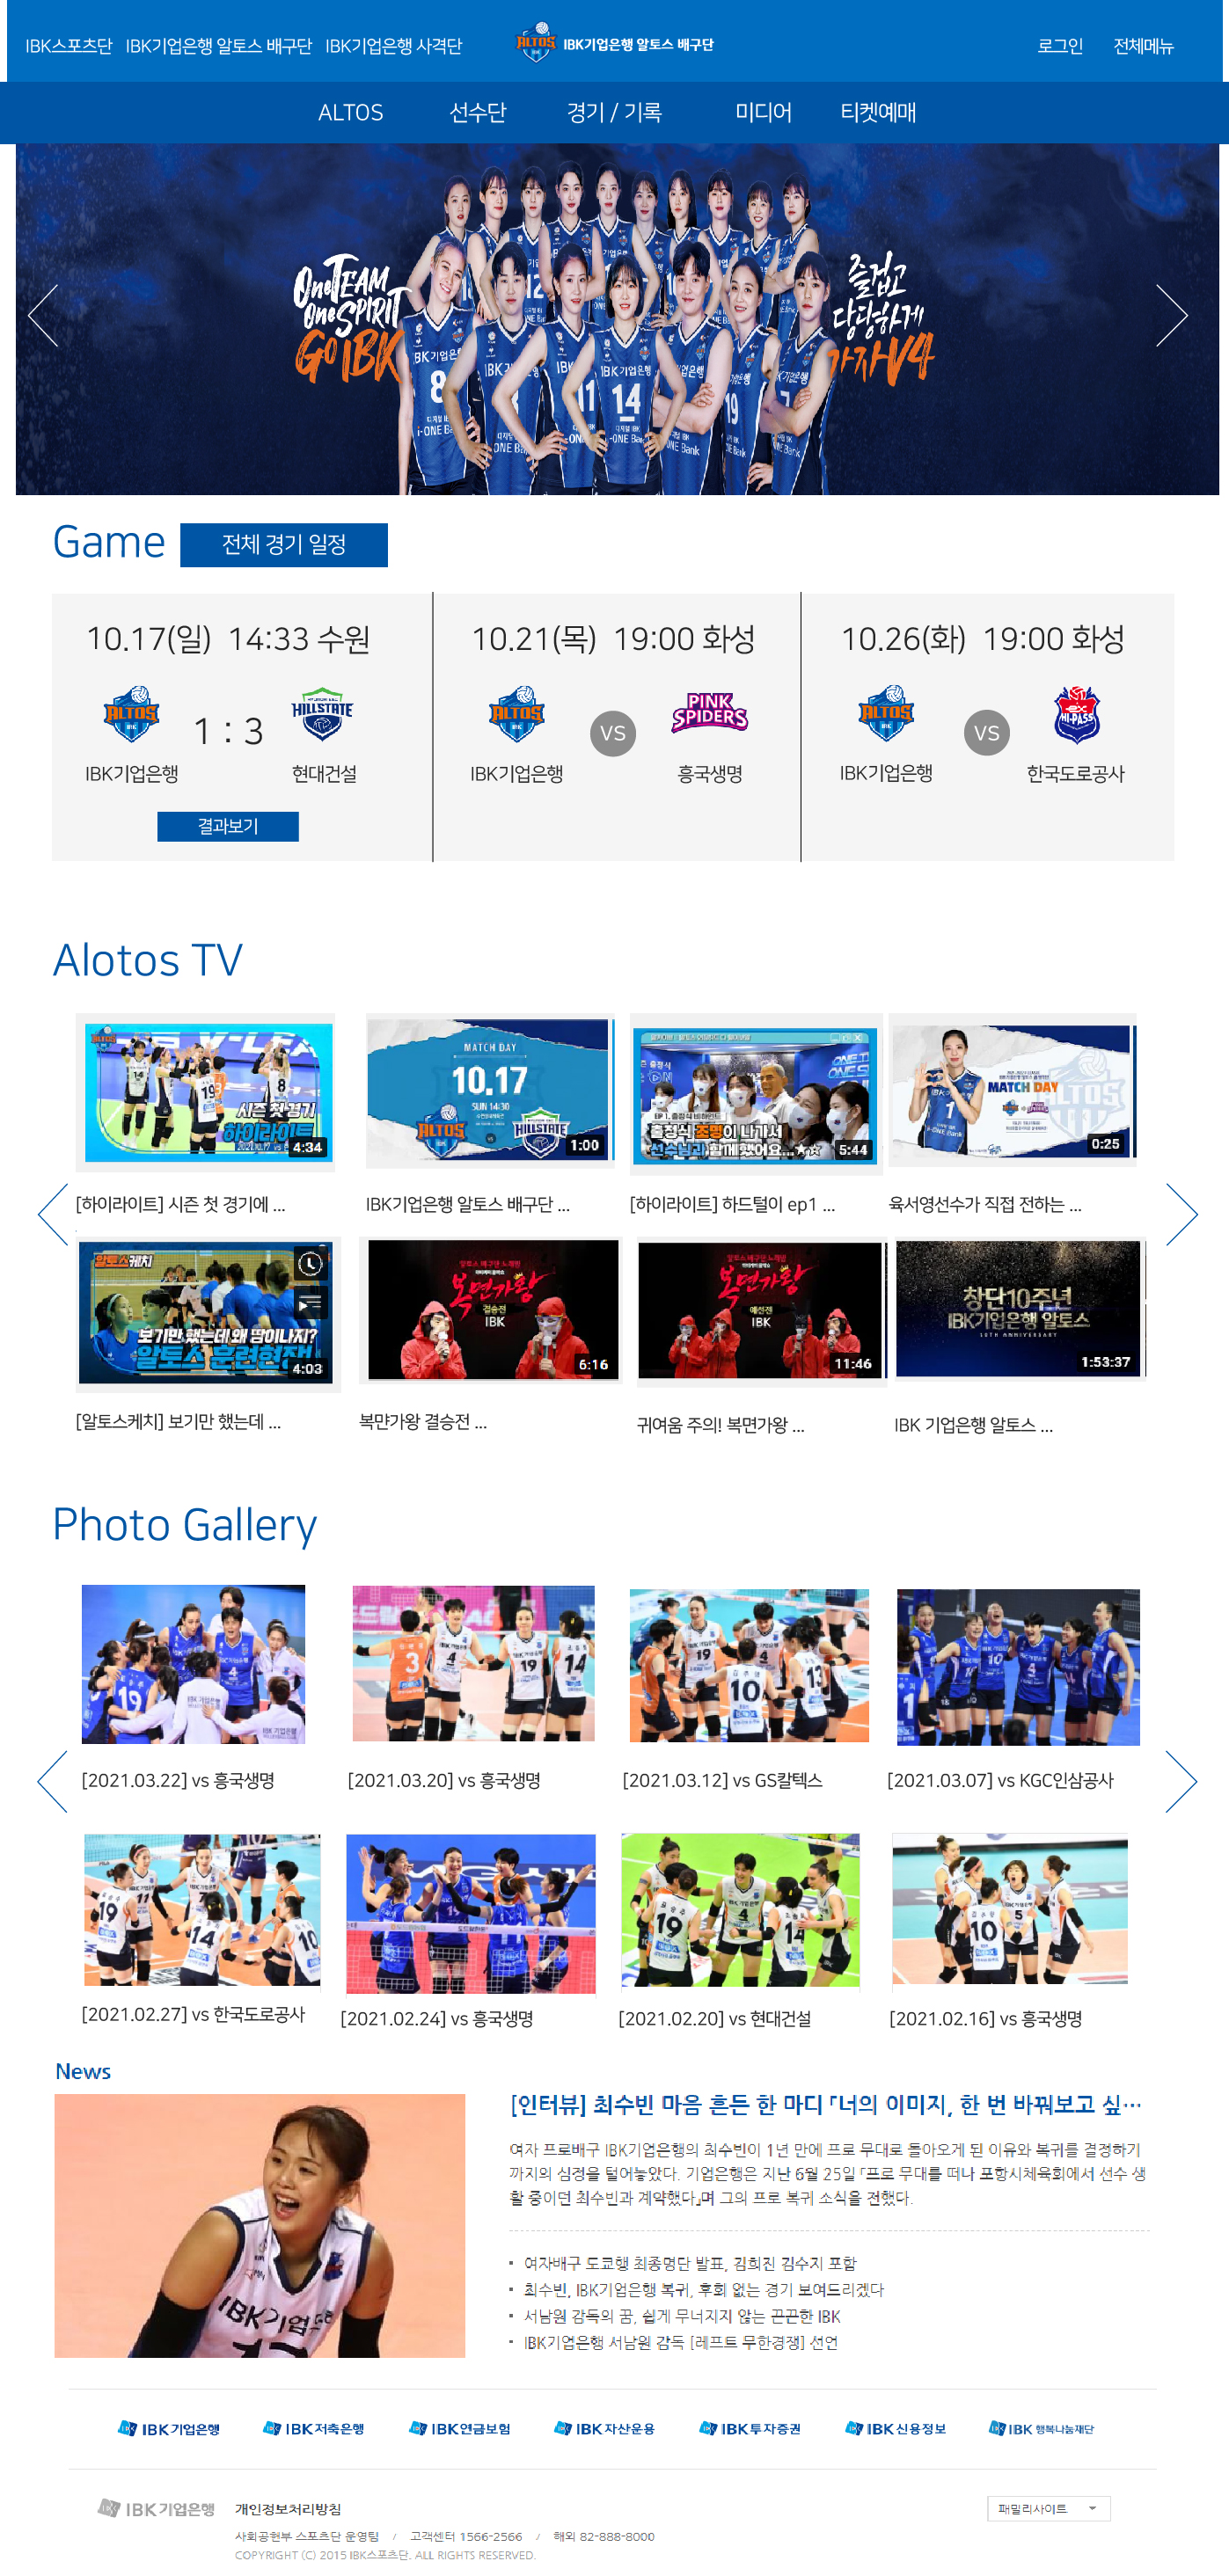 IBK스포츠단 IBK기업은행 알토스 배구단 IBK기업은행 사격단
ALTOS IBK기업은행 알토스 배구단
로그인 전체메뉴
ALTOS 선수단 경기 / 기록 미디어 티켓예매
One TEAM
One SPIRIT
GO IBK
즐겁고
당당하게
가자V4
Game 전체 경기 일정
10.17(일) 14:33 수원
ALTOS 1 : 3 HILLSTATE
IBK기업은행 현대건설
결과보기
10.21(목) 19:00 화성
ALTOS VS PINK SPIDERS
IBK기업은행 흥국생명
10.26(화) 19:00 화성
ALTOS VS ex HI-PASS
IBK기업은행 한국도로공사
Alotos TV
시즌 첫 경기
하이라이트
4:34
MATCH DAY
10.17
SUN 14:30
ALTOS HILLSTATE
1:00
EP 1. 출정식 비하인드
출정식 조명이 나가서
선수님과 함께 했어요...★★
5:44
MATCH DAY
0:25
[하이라이트] 시즌 첫 경기에 ...
IBK기업은행 알토스 배구단 ...
[하이라이트] 하드털이 ep1 ...
육서영선수가 직접 전하는 ...
알토스케치
보기만 했는데 왜 땀이나지?
알토스 훈련현장!
4:03
복면가왕
결승전
IBK
6:16
복면가왕
예선전
IBK
11:46
창단10주년
IBK기업은행 알토스
10TH ANNIVERSARY
1:53:37
[알토스케치] 보기만 했는데 ...
복먄가왕 결승전 ...
귀여움 주의! 복면가왕 ...
IBK 기업은행 알토스 ...
Photo Gallery
[2021.03.22] vs 흥국생명
[2021.03.20] vs 흥국생명
[2021.03.12] vs GS칼텍스
[2021.03.07] vs KGC인삼공사
[2021.02.27] vs 한국도로공사
[2021.02.24] vs 흥국생명
[2021.02.20] vs 현대건설
[2021.02.16] vs 흥국생명
News
[인터뷰] 최수빈 마음 흔든 한 마디 「너의 이미지, 한 번 바꿔보고 싶…
여자 프로배구 IBK기업은행의 최수빈이 1년 만에 프로 무대로 돌아오게 된 이유와 복귀를 결정하기
까지의 심정을 털어놓았다. 기업은행은 지난 6월 25일 「프로 무대를 떠나 포항시체육회에서 선수 생
활 중이던 최수빈과 계약했다」며 그의 프로 복귀 소식을 전했다.
여자배구 도쿄행 최종명단 발표, 김희진 김수지 포함
최수빈, IBK기업은행 복귀, 후회 없는 경기 보여드리겠다
서남원 감독의 꿈, 쉽게 무너지지 않는 끈끈한 IBK
IBK기업은행 서남원 감독 [레프트 무한경쟁] 선언
IBK기업은행 IBK저축은행 IBK연금보험 IBK자산운용 IBK투자증권 IBK신용정보 IBK 행복나눔재단
IBK기업은행 개인정보처리방침 패밀리사이트
사회공헌부 스포츠단 운영팀 / 고객센터 1566-2566 / 해외 82-888-8000
COPYRIGHT (C) 2015 IBK스포츠단. ALL RIGHTS RESERVED.